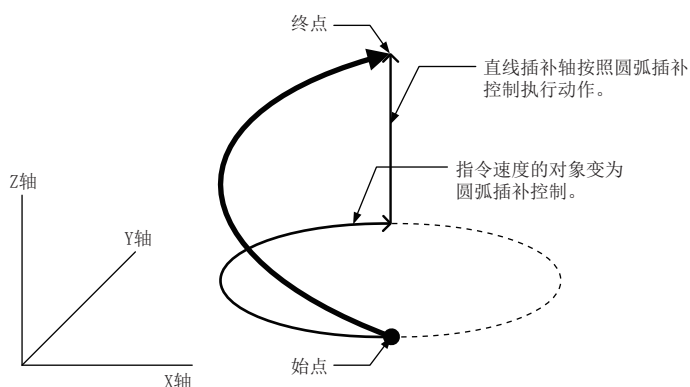 终点
直线插补轴按照圆弧插补
控制执行动作。
指令速度的对象变为
圆弧插补控制。
Z轴
Y轴
始点
X轴